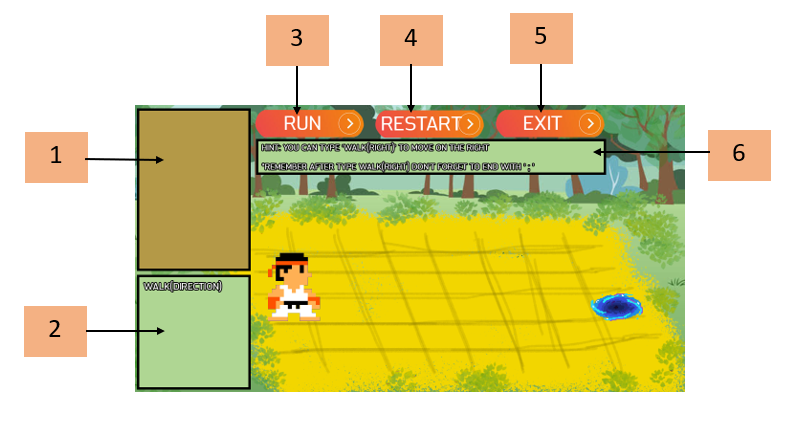 3
4
5
RUN
RESTART
EXIT
HINT: YOU CAN TYPE "WALK(RIGHT)" TO MOVE ON THE RIGHT
*REMEMBER AFTER TYPE WALK(RIGHT) DON'T FORGET TO END WITH " ; "
6
1
WALK(DIRECTION)
2